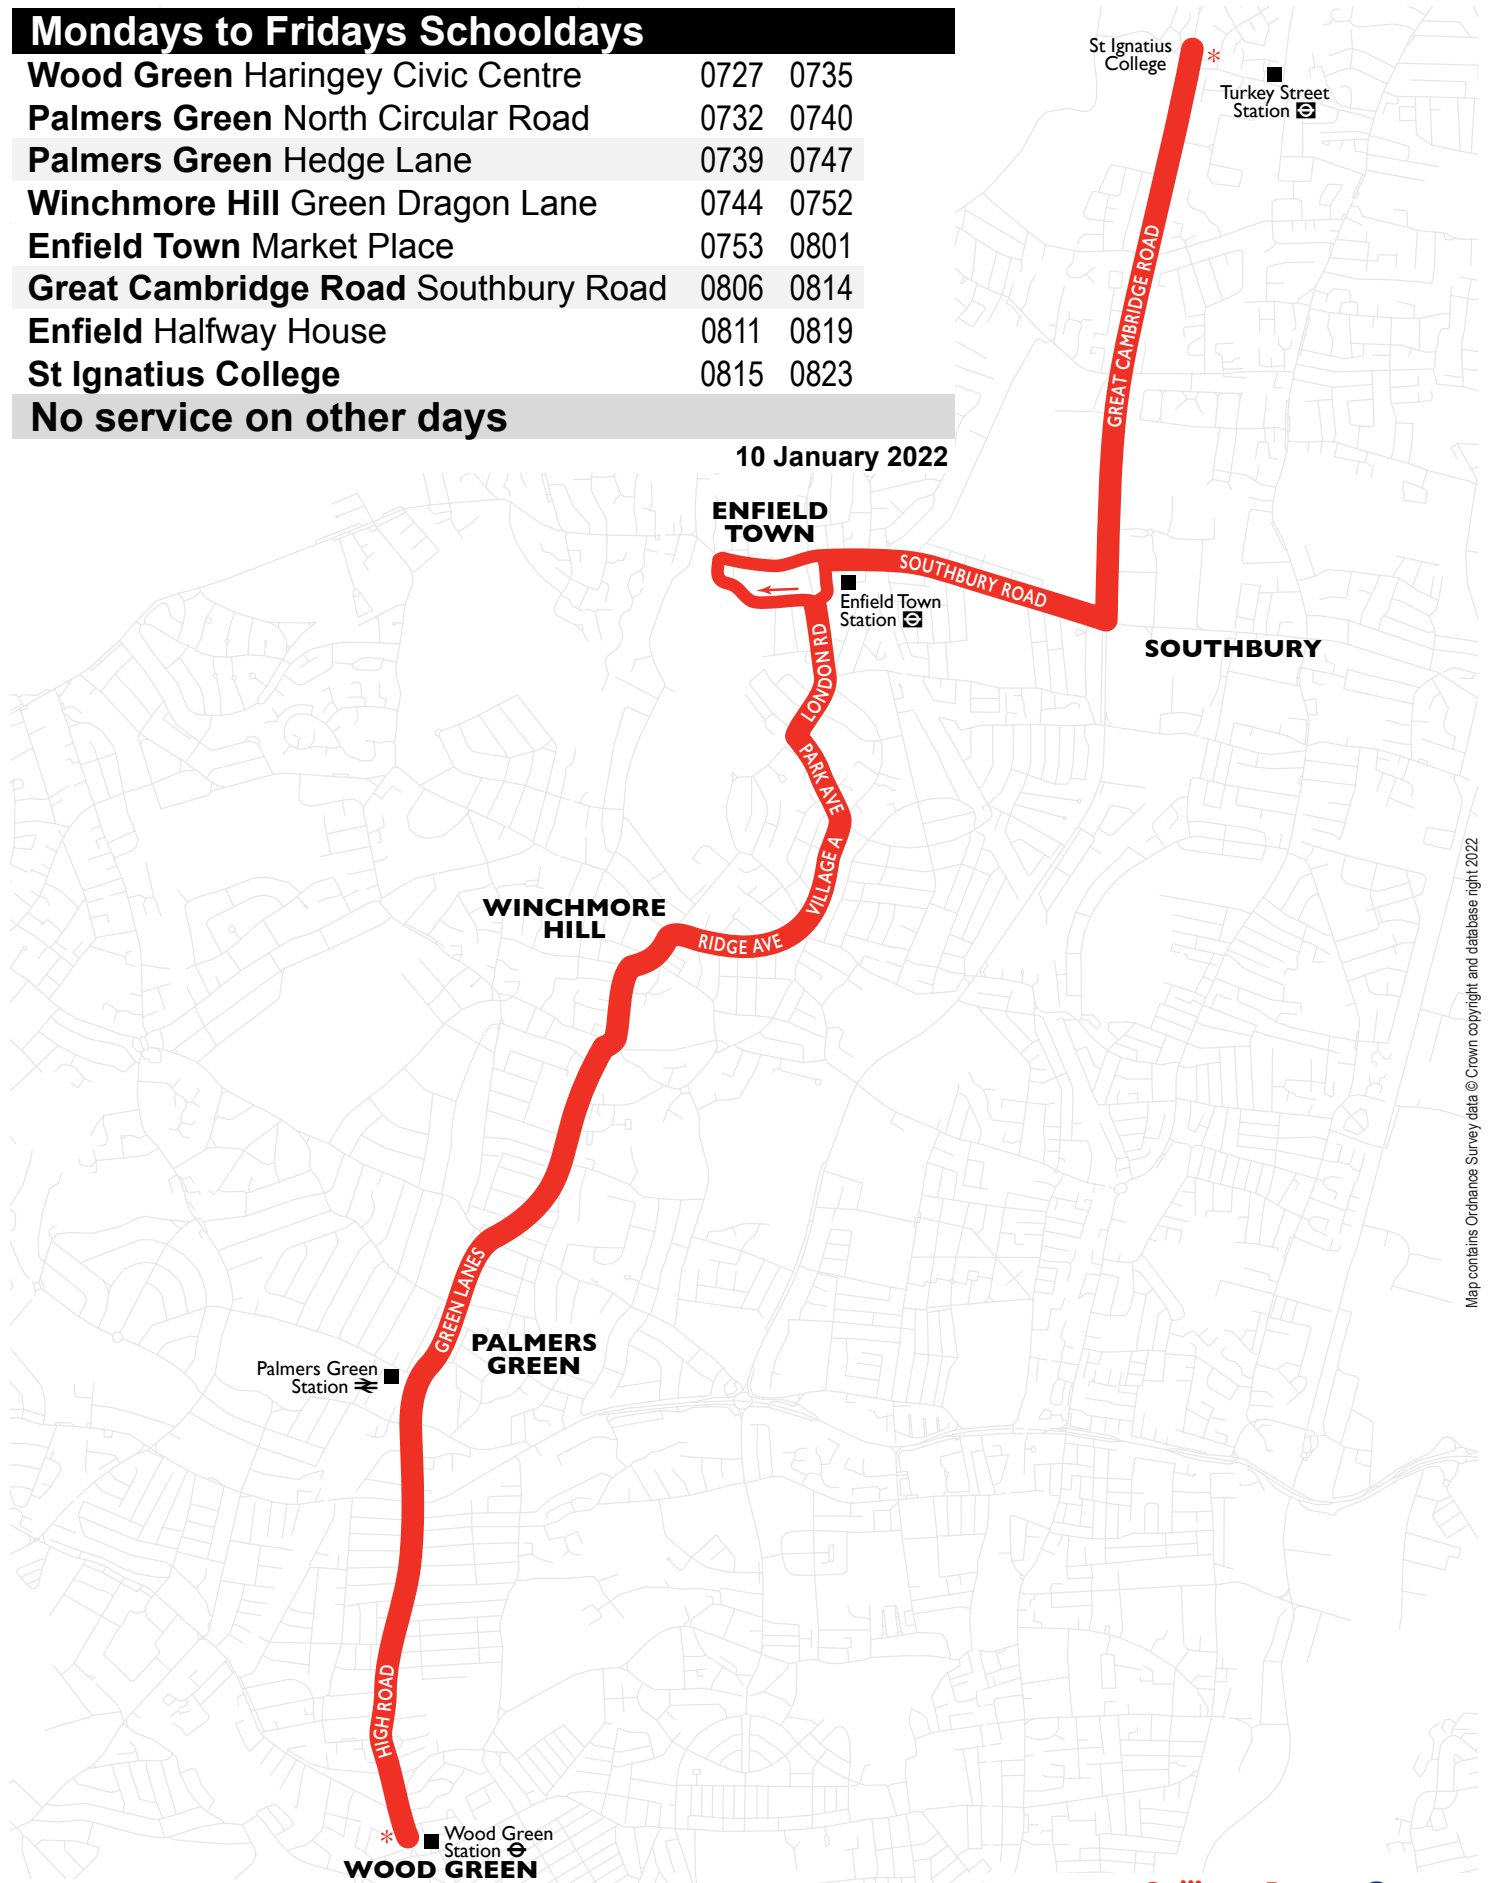 Mondays to Fridays Schooldays
Wood Green Haringey Civic Centre 0727 0735
Palmers Green North Circular Road 0732 0740
Palmers Green Hedge Lane 0739 0747
Winchmore Hill Green Dragon Lane 0744 0752
Enfield Town Market Place 0753 0801
Great Cambridge Road Southbury Road 0806 0814
Enfield Halfway House 0811 0819
St Ignatius College 0815 0823
No service on other days
10 January 2022
St Ignatius
College
*
Turkey Street
Station
GREAT CAMBRIDGE ROAD
ENFIELD
TOWN
SOUTHBURY ROAD
Enfield Town
Station
SOUTHBURY
LONDON RD
PARK AVE
VILLAGE A
RIDGE AVE
WINCHMORE
HILL
GREEN LANES
PALMERS
GREEN
Palmers Green
Station
HIGH ROAD
*
Wood Green
Station
WOOD GREEN
Map contains Ordnance Survey data © Crown copyright and database right 2022